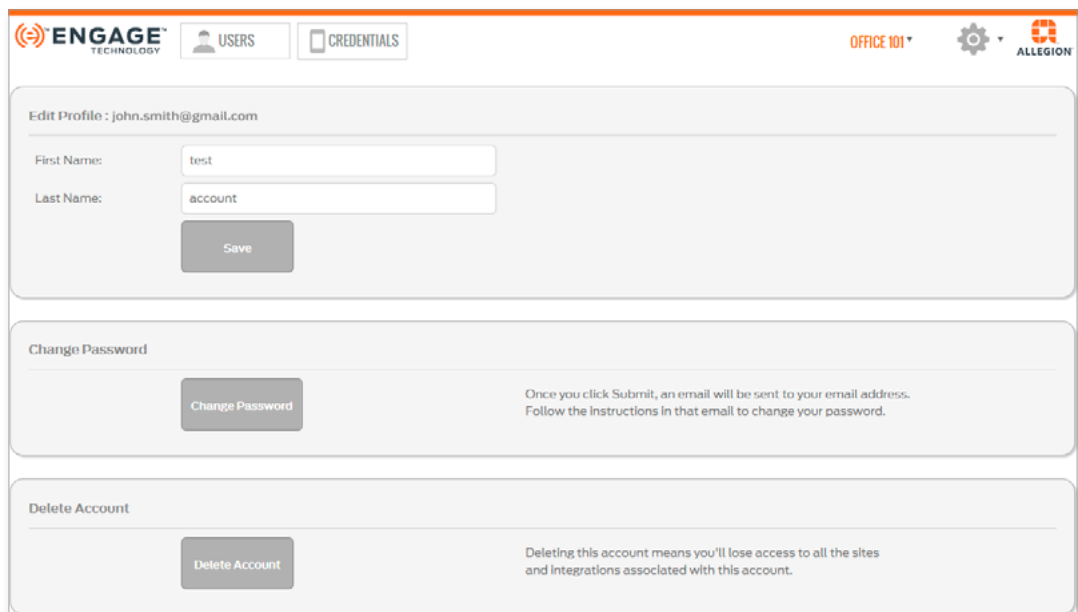 ENGAGE™
TECHNOLOGY
USERS
CREDENTIALS
OFFICE 101
ALLEGION
Edit Profile : john.smith@gmail.com
First Name:
test
Last Name:
account
Save
Change Password
Change Password
Once you click Submit, an email will be sent to your email address.
Follow the instructions in that email to change your password.
Delete Account
Delete Account
Deleting this account means you'll lose access to all the sites
and integrations associated with this account.